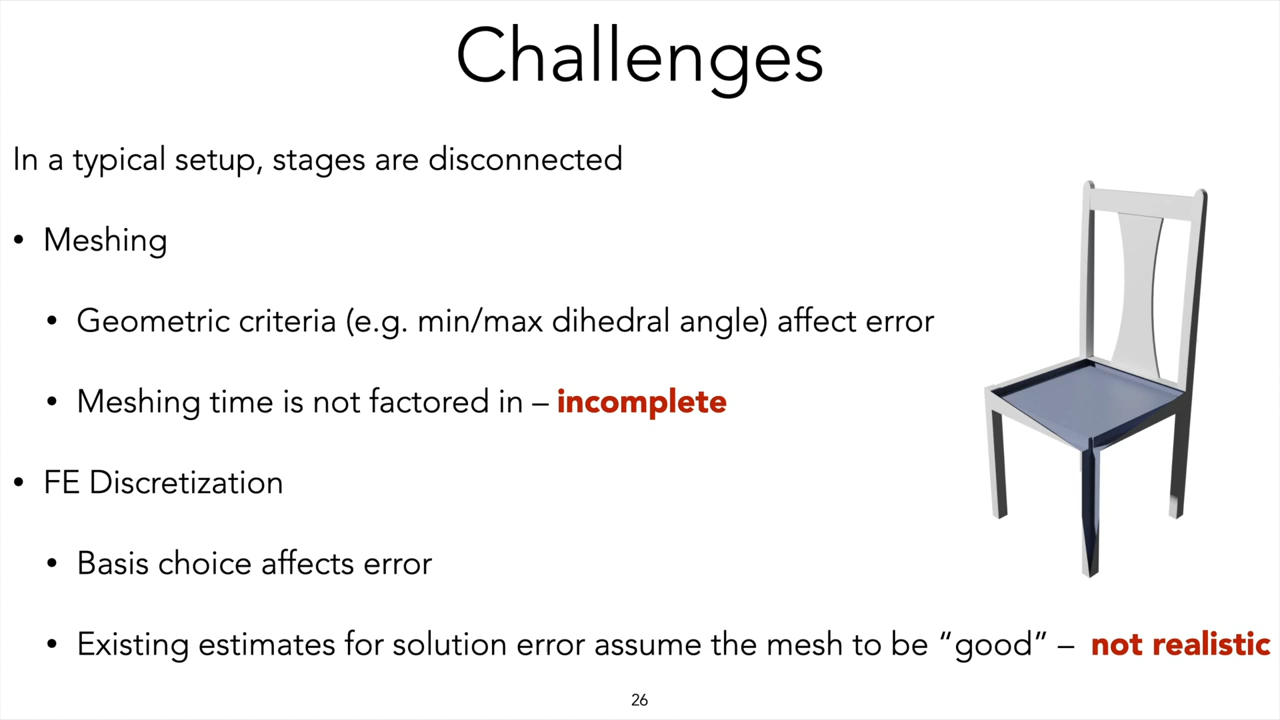 Challenges
In a typical setup, stages are disconnected
• Meshing
• Geometric criteria (e.g. min/max dihedral angle) affect error
• Meshing time is not factored in – incomplete
• FE Discretization
• Basis choice affects error
• Existing estimates for solution error assume the mesh to be “good” – not realistic
26